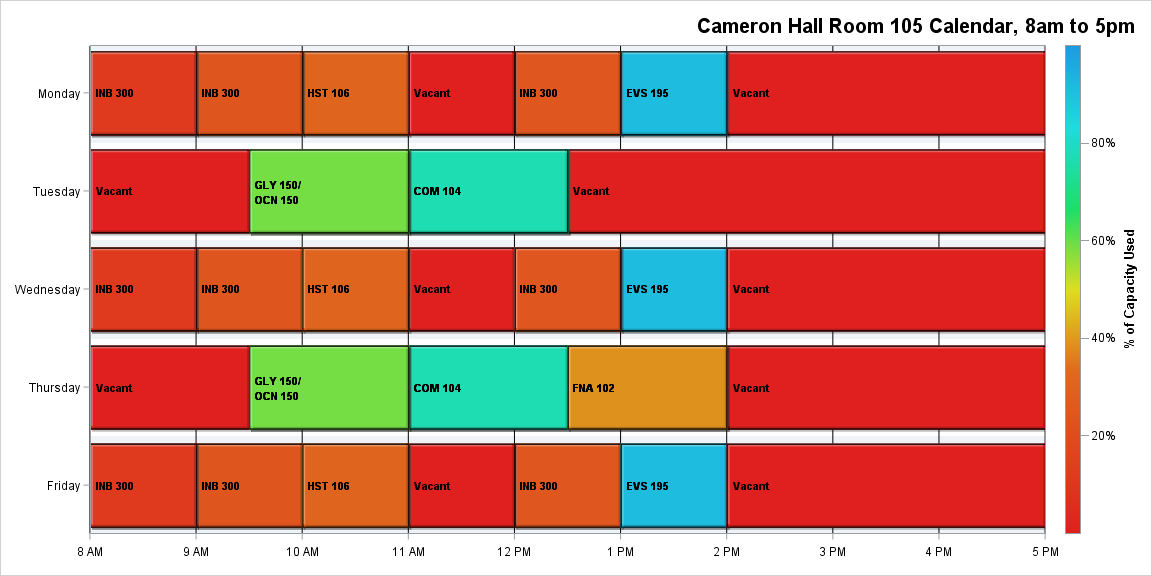 Cameron Hall Room 105 Calendar, 8am to 5pm
Monday
INB 300
INB 300
HST 106
Vacant
INB 300
EVS 195
Vacant
Tuesday
Vacant
GLY 150/
OCN 150
COM 104
Vacant
Wednesday
INB 300
INB 300
HST 106
Vacant
INB 300
EVS 195
Vacant
Thursday
Vacant
GLY 150/
OCN 150
COM 104
FNA 102
Vacant
Friday
INB 300
INB 300
HST 106
Vacant
INB 300
EVS 195
Vacant
8 AM
9 AM
10 AM
11 AM
12 PM
1 PM
2 PM
3 PM
4 PM
5 PM
80%
60%
40%
20%
% of Capacity Used